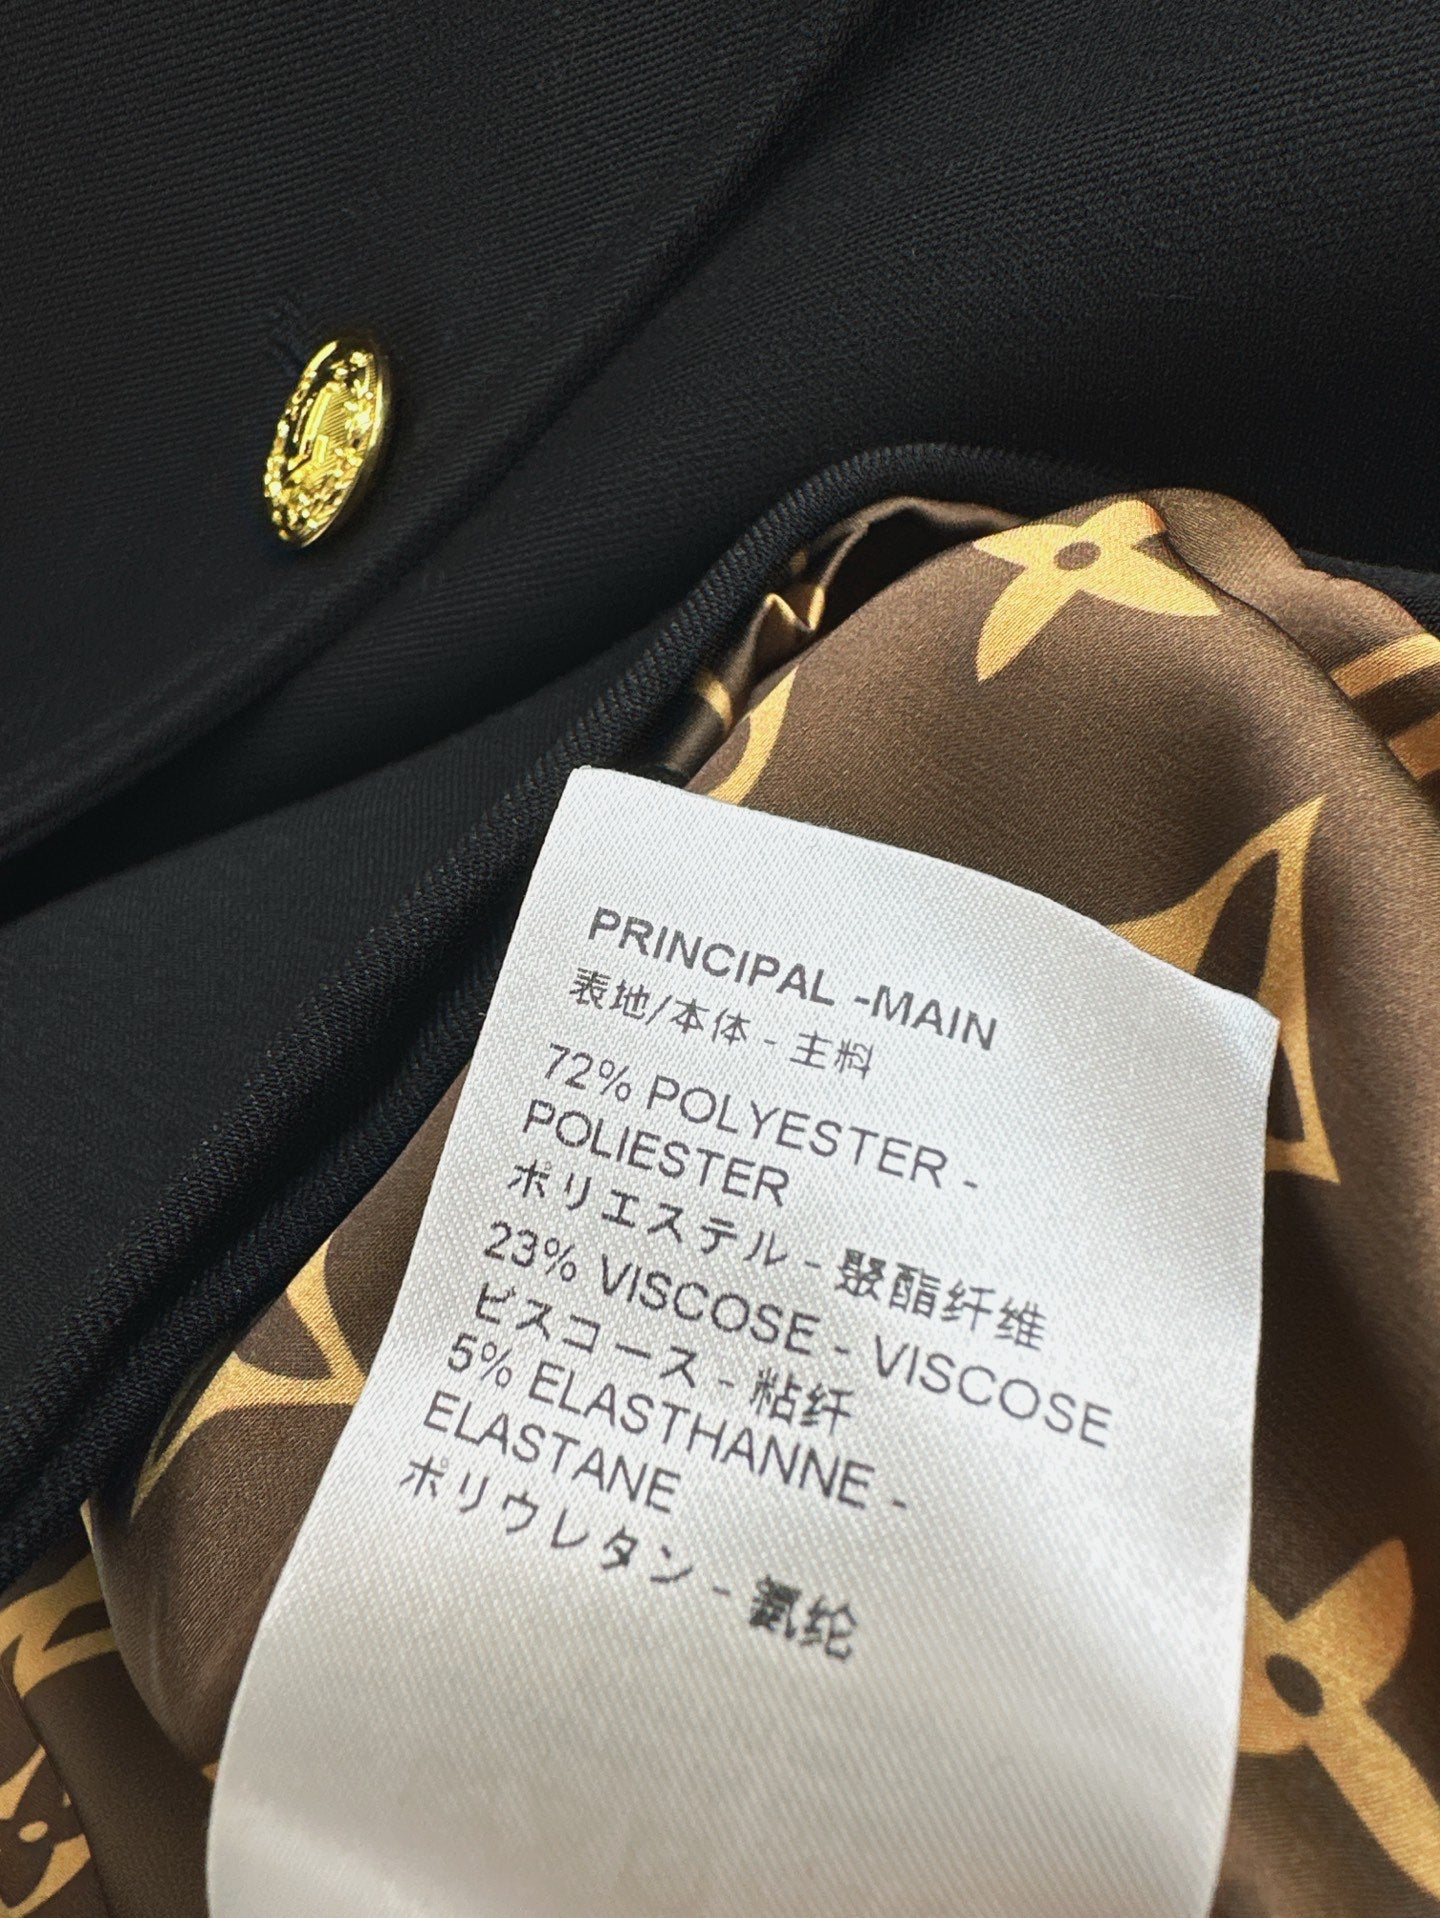 PRINCIPAL -MAIN
表地/本体 - 主料
72% POLYESTER -
POLIESTER
ポリエステル - 聚酯纤维
23% VISCOSE - VISCOSE
ビスコース - 粘纤
5% ELASTHANNE -
ELASTANE
ポリウレタン - 氨纶